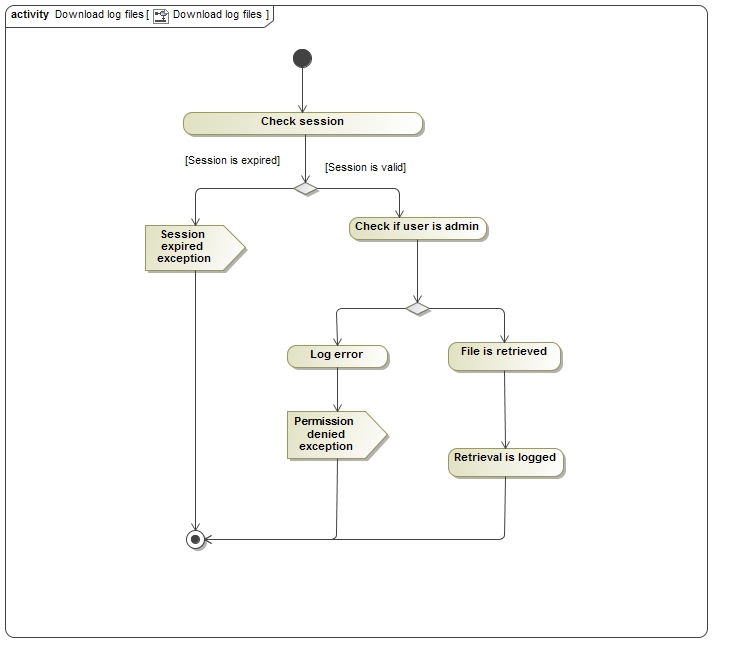 activity Download log files [ Download log files ]
Check session
[Session is expired]
[Session is valid]
Session
expired
exception
Check if user is admin
Log error
File is retrieved
Permission
denied
exception
Retrieval is logged